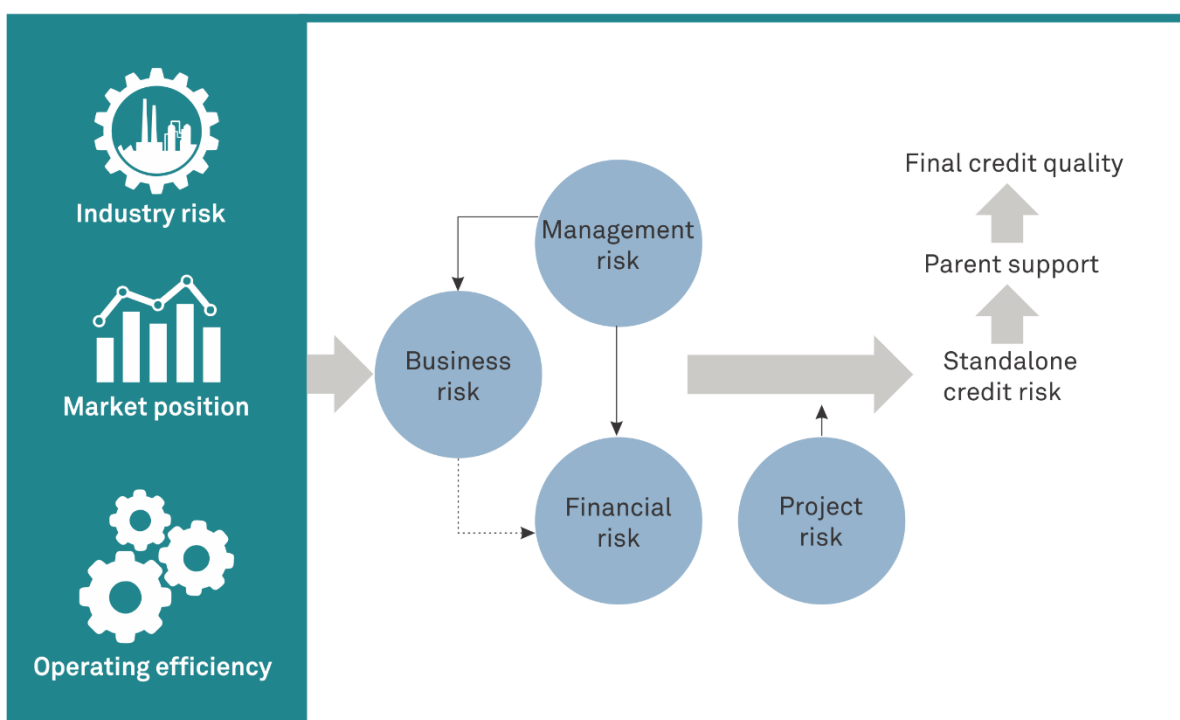 Industry risk
Market position
Operating efficiency
Management
risk
Business
risk
Financial
risk
Project
risk
Final credit quality
Parent support
Standalone
credit risk